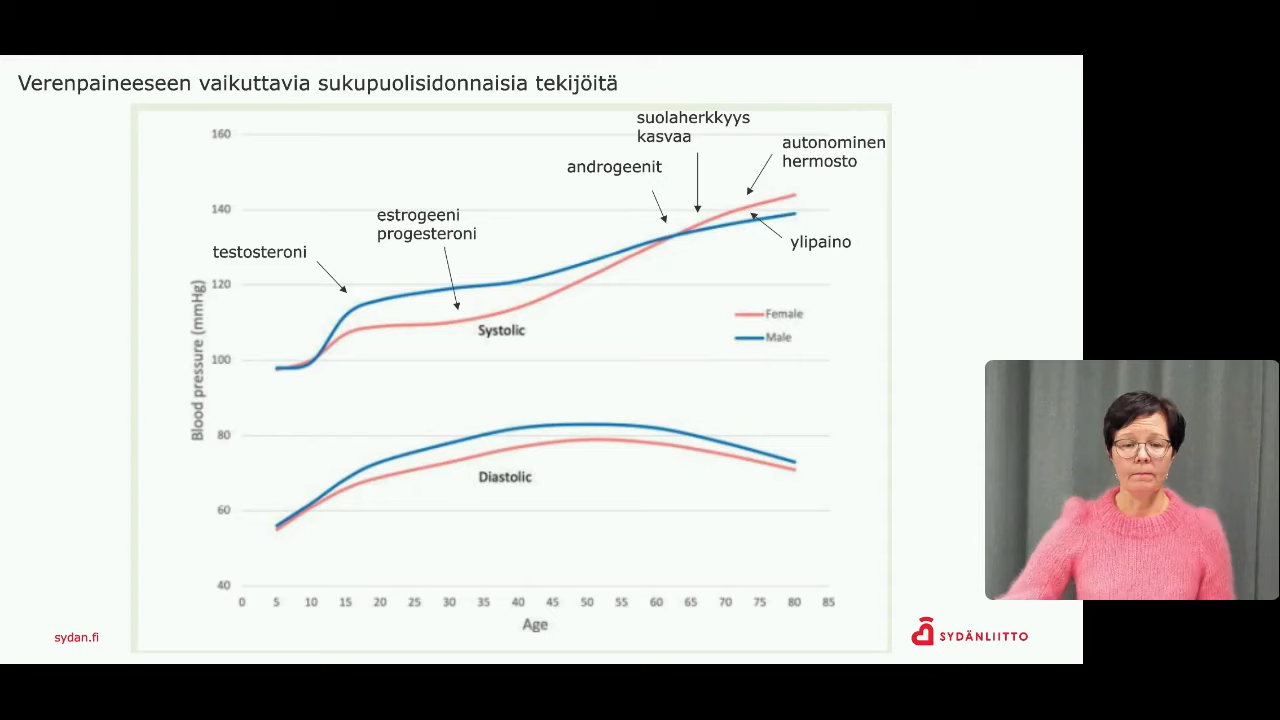 Verenpaineeseen vaikuttavia sukupuolisidonnaisia tekijöitä
suolaherkkyys
kasvaa
autonominen
hermosto
androgeenit
estrogeeni
progesteroni
testosteroni
ylipaino
160
140
120
100
80
60
40
Blood pressure (mmHg)
Systolic
Diastolic
Female
Male
0 5 10 15 20 25 30 35 40 45 50 55 60 65 70 75 80 85
Age
sydan.fi
SYDÄNLIITTO